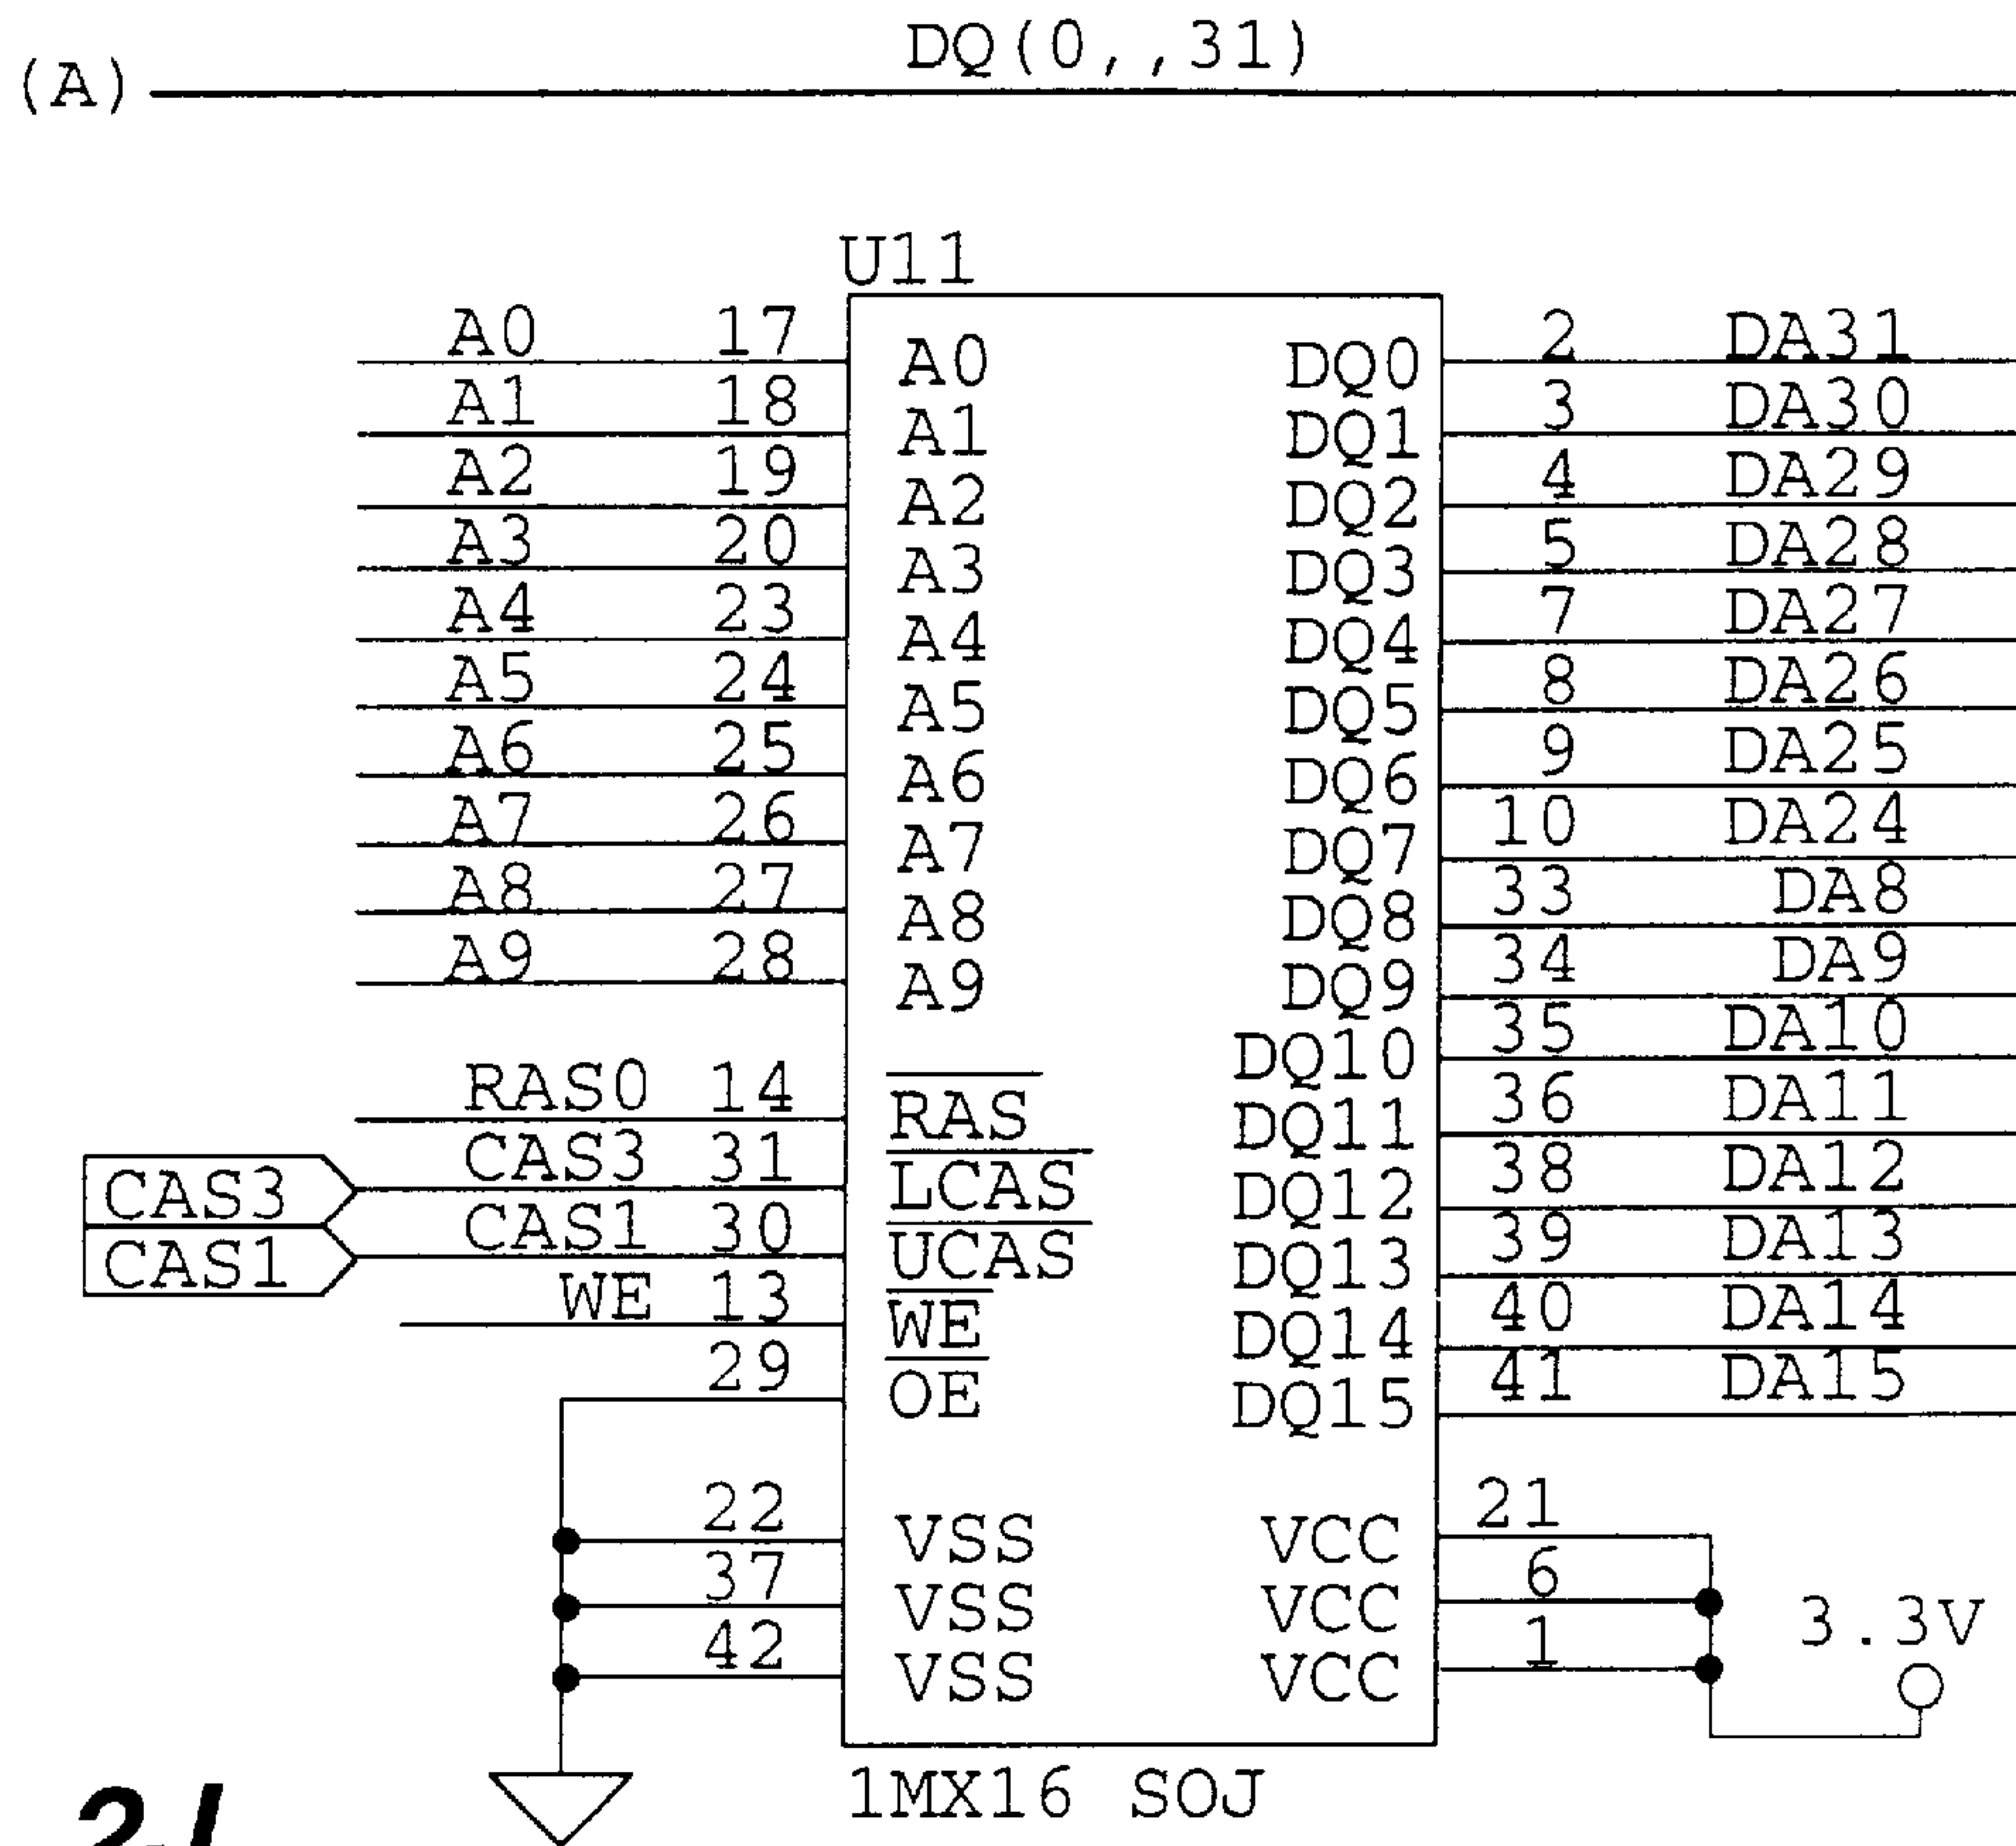 DQ(0,,31)
(A)
U11
A0 17 A0 DQ0 2 DA31
A1 18 A1 DQ1 3 DA30
A2 19 A2 DQ2 4 DA29
A3 20 A3 DQ3 5 DA28
A4 23 A4 DQ4 7 DA27
A5 24 A5 DQ5 8 DA26
A6 25 A6 DQ6 9 DA25
A7 26 A7 DQ7 10 DA24
A8 27 A8 DQ8 33 DA8
A9 28 A9 DQ9 34 DA9
DQ10 35 DA10
RAS0 14 RAS DQ11 36 DA11
CAS3 CAS3 31 LCAS DQ12 38 DA12
CAS1 CAS1 30 UCAS DQ13 39 DA13
WE 13 WE DQ14 40 DA14
29 OE DQ15 41 DA15
22 VSS VCC 21
37 VSS VCC 6
42 VSS VCC 1 3.3V
1MX16 SOJ